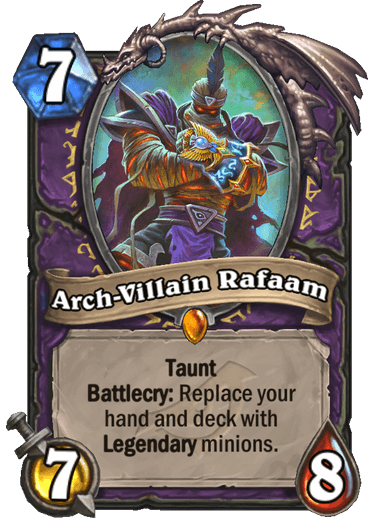 7
Arch-Villain Rafaam
Taunt
Battlecry: Replace your
hand and deck with
Legendary minions.
7
8